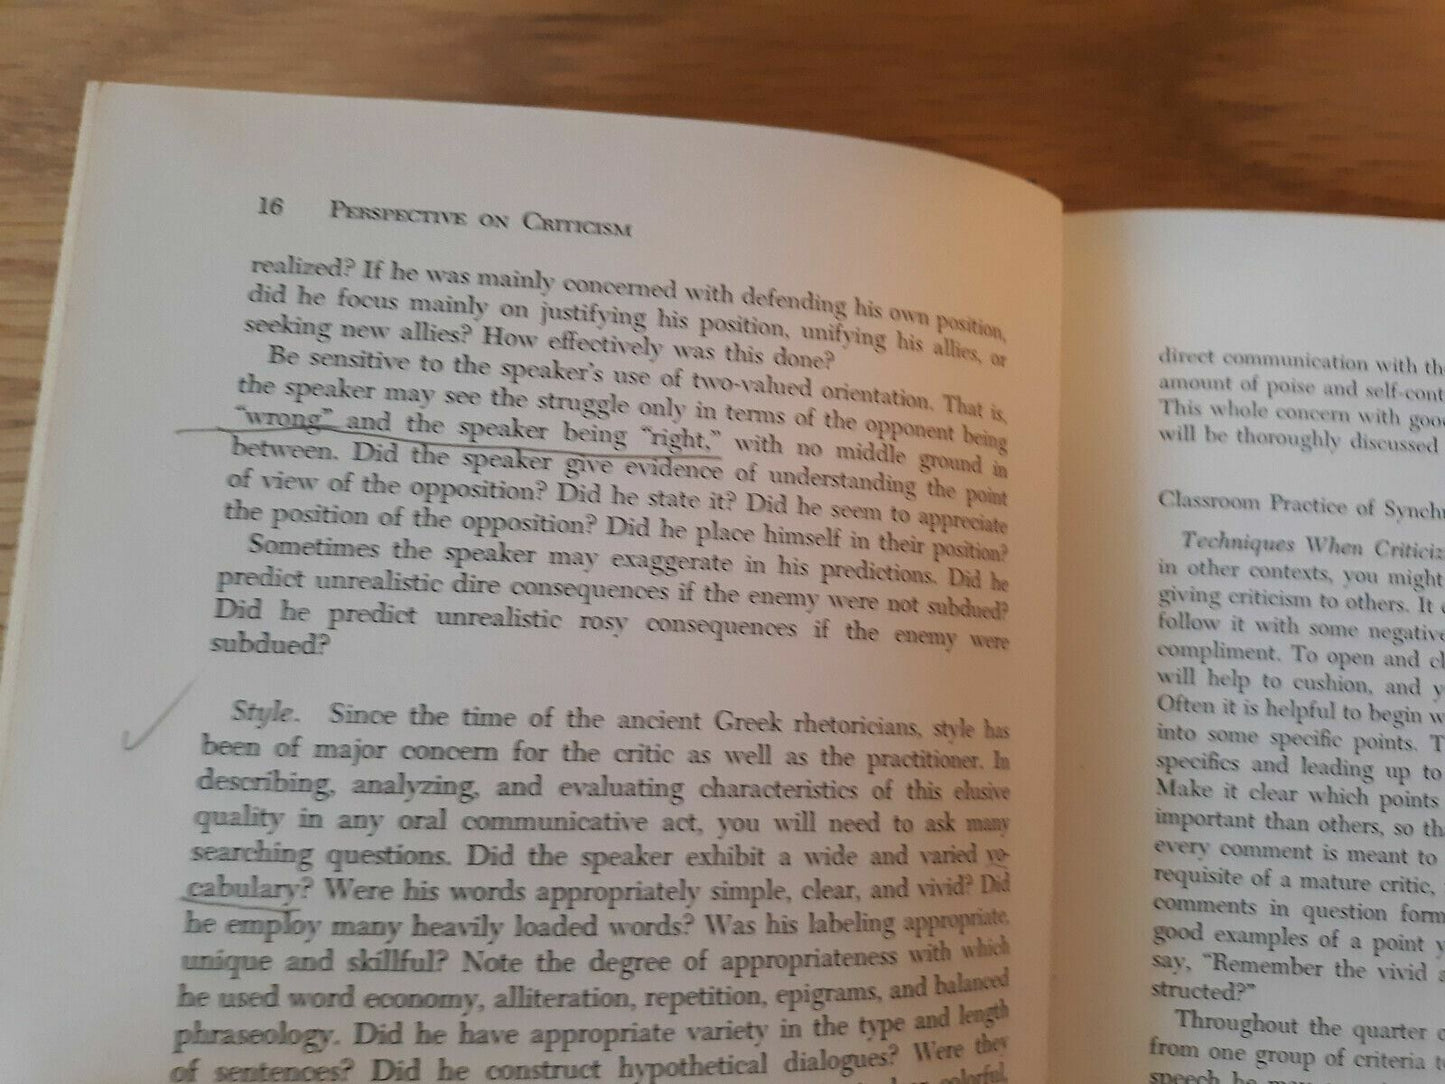 16 PERSPECTIVE ON CRITICISM
realized? If he was mainly concerned with defending his own position,
did he focus mainly on justifying his position, unifying his allies, or
seeking new allies? How effectively was this done?
Be sensitive to the speaker's use of two-valued orientation. That is,
the speaker may see the struggle only in terms of the opponent being
"wrong" and the speaker being "right," with no middle ground in
between. Did the speaker give evidence of understanding the point
of view of the opposition? Did he state it? Did he seem to appreciate
the position of the opposition? Did he place himself in their position?
Sometimes the speaker may exaggerate in his predictions. Did he
predict unrealistic dire consequences if the enemy were not subdued?
Did he predict unrealistic rosy consequences if the enemy were
subdued?
Style. Since the time of the ancient Greek rhetoricians, style has
been of major concern for the critic as well as the practitioner. In
describing, analyzing, and evaluating characteristics of this elusive
quality in any oral communicative act, you will need to ask many
searching questions. Did the speaker exhibit a wide and varied vo-
cabulary? Were his words appropriately simple, clear, and vivid? Did
he employ many heavily loaded words? Was his labeling appropriate,
unique and skillful? Note the degree of appropriateness with which
he used word economy, alliteration, repetition, epigrams, and balanced
phraseology. Did he have appropriate variety in the type and length
of sentences? Did he construct hypothetical dialogues? Were they
colorful,
direct communication with
amount of poise and
This whole concern with
will be thoroughly discussed
Classroom Practice of
Techniques When
in other contexts, you might
giving criticism to others. It
follow it with some negative
compliment. To open and
will help to cushion, and
Often it is helpful to begin
into some specific points.
specifics and leading up to
Make it clear which points
important than others, so
every comment is meant to
requisite of a mature critic,
comments in question form
good examples of a point
say, "Remember the vivid
structed?"
Throughout the quarter
from one group of criteria
speech he